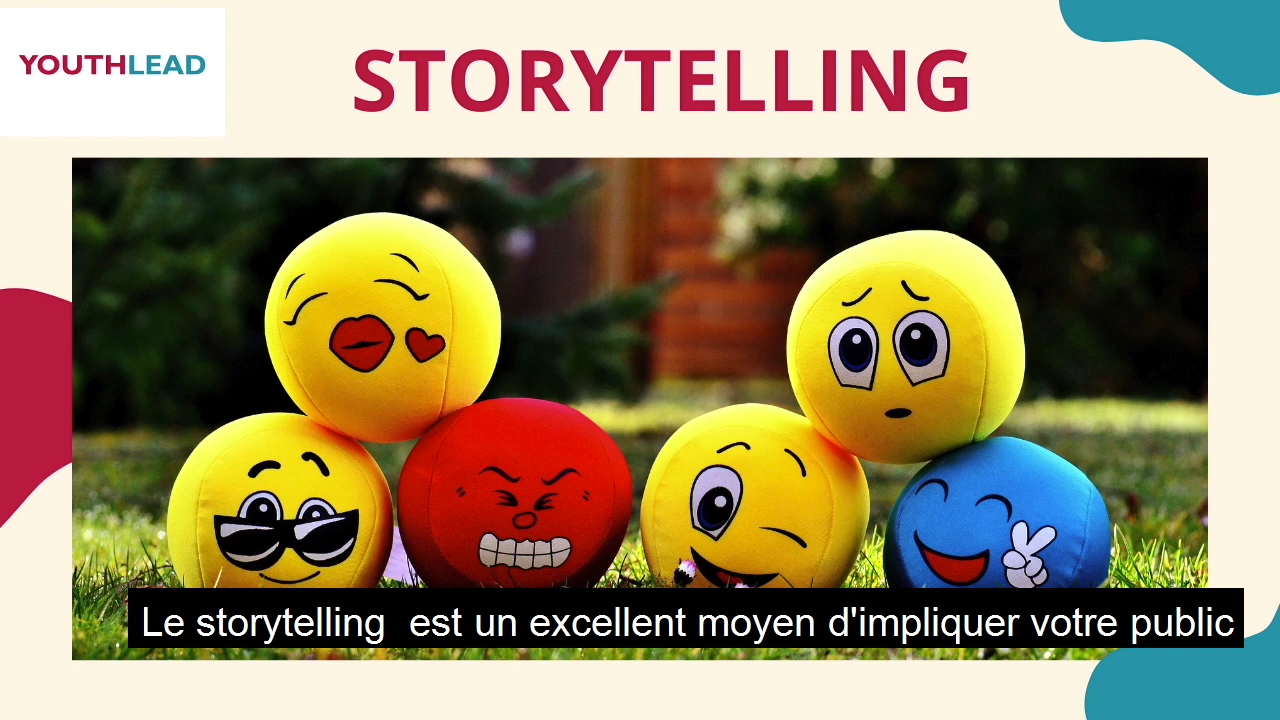 YOUTHLEAD
STORYTELLING
Le storytelling  est un excellent moyen d'impliquer votre public